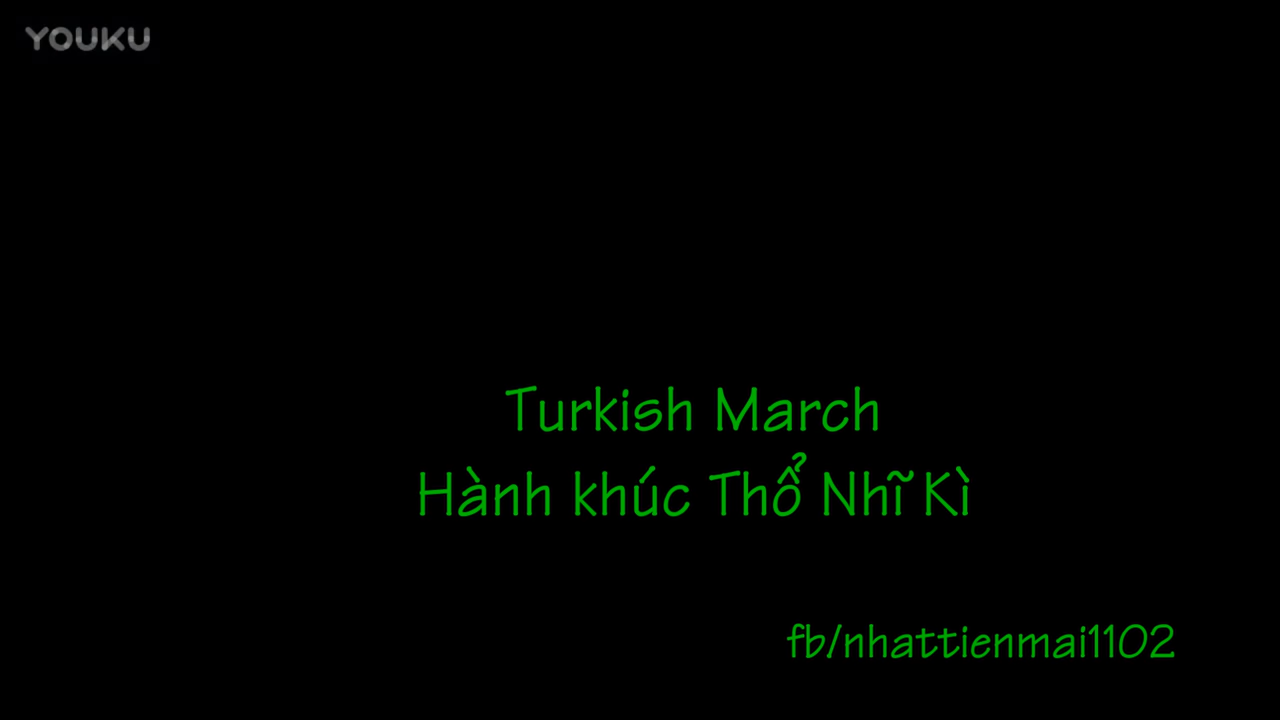 YOUKU
Turkish March
Hành khúc Thổ Nhĩ Kì
fb/nhattienmai1102